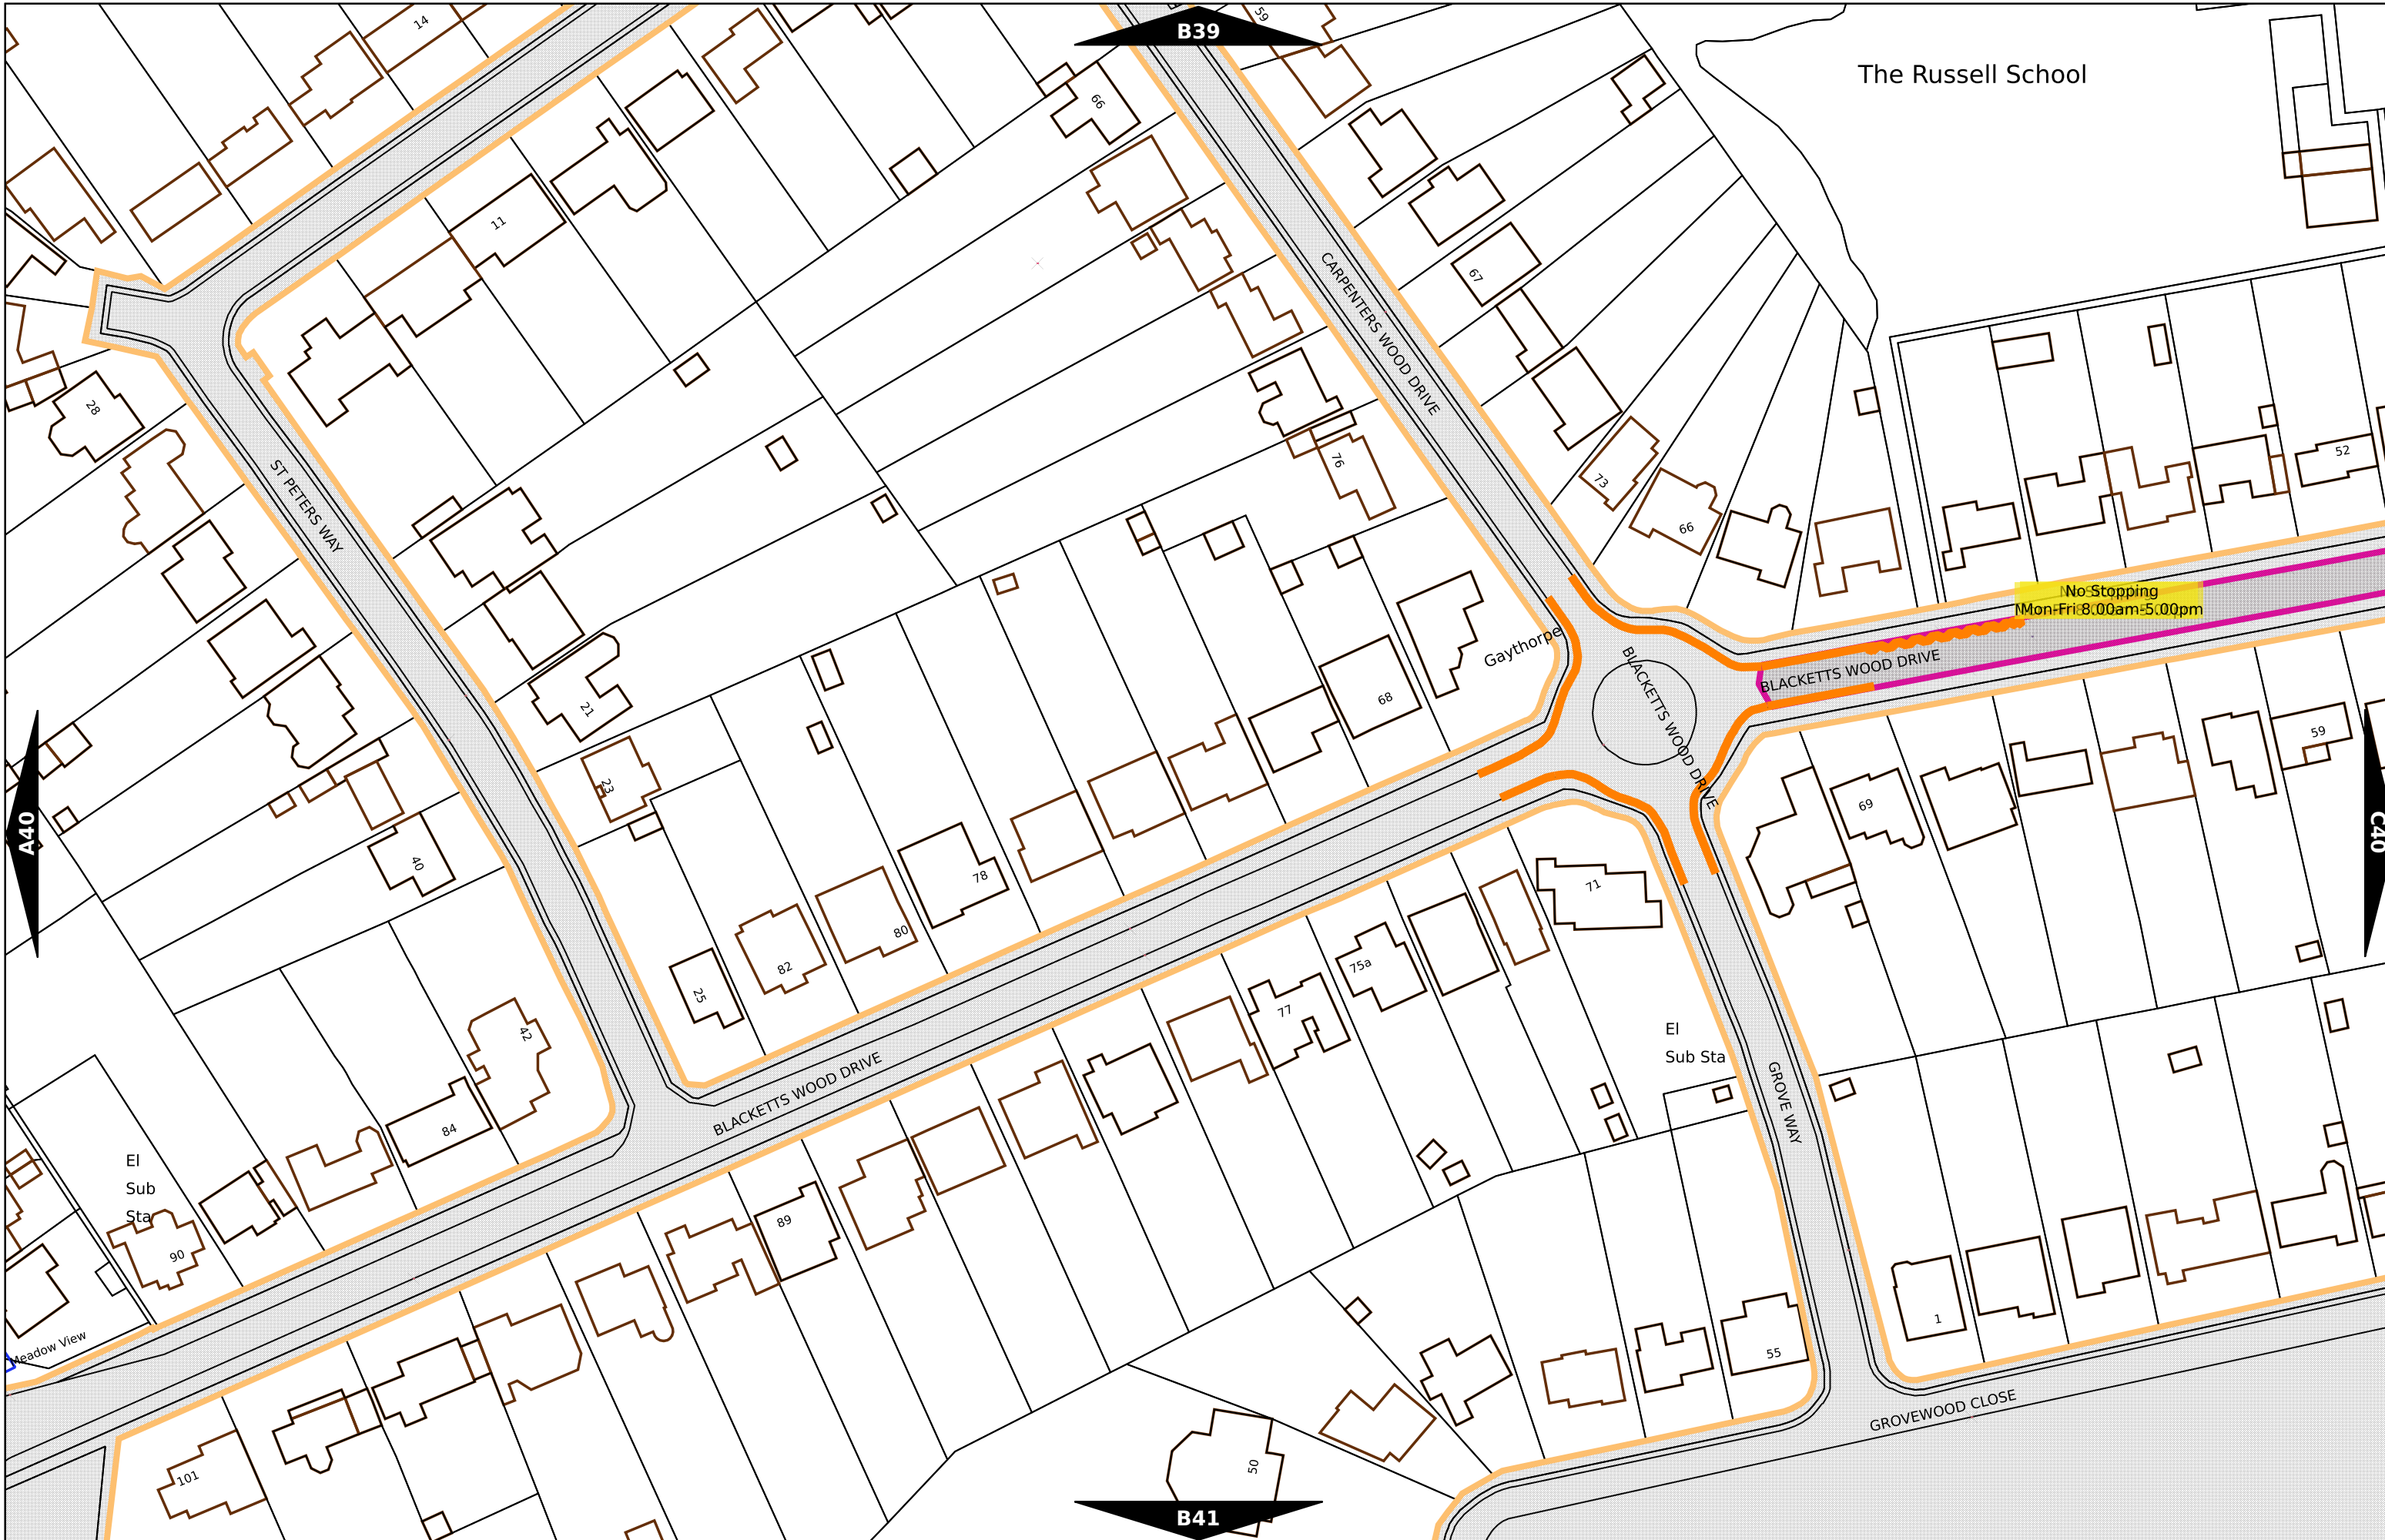 14
59
B39
The Russell School
66
11
CARPENTERS WOOD DRIVE
67
28
76
52
73
66
ST PETERS WAY
No Stopping
Mon-Fri 8.00am-5.00pm
Gaythorpe
BLACKETTS WOOD DRIVE
BLACKETTS WOOD DRIVE
68
21
59
23
69
A40
C40
40
78
71
80
82
75a
25
77
42
El
Sub Sta
BLACKETTS WOOD DRIVE
GROVE WAY
84
El
Sub
Sta
89
90
1
Meadow View
55
GROVEWOOD CLOSE
50
101
B41